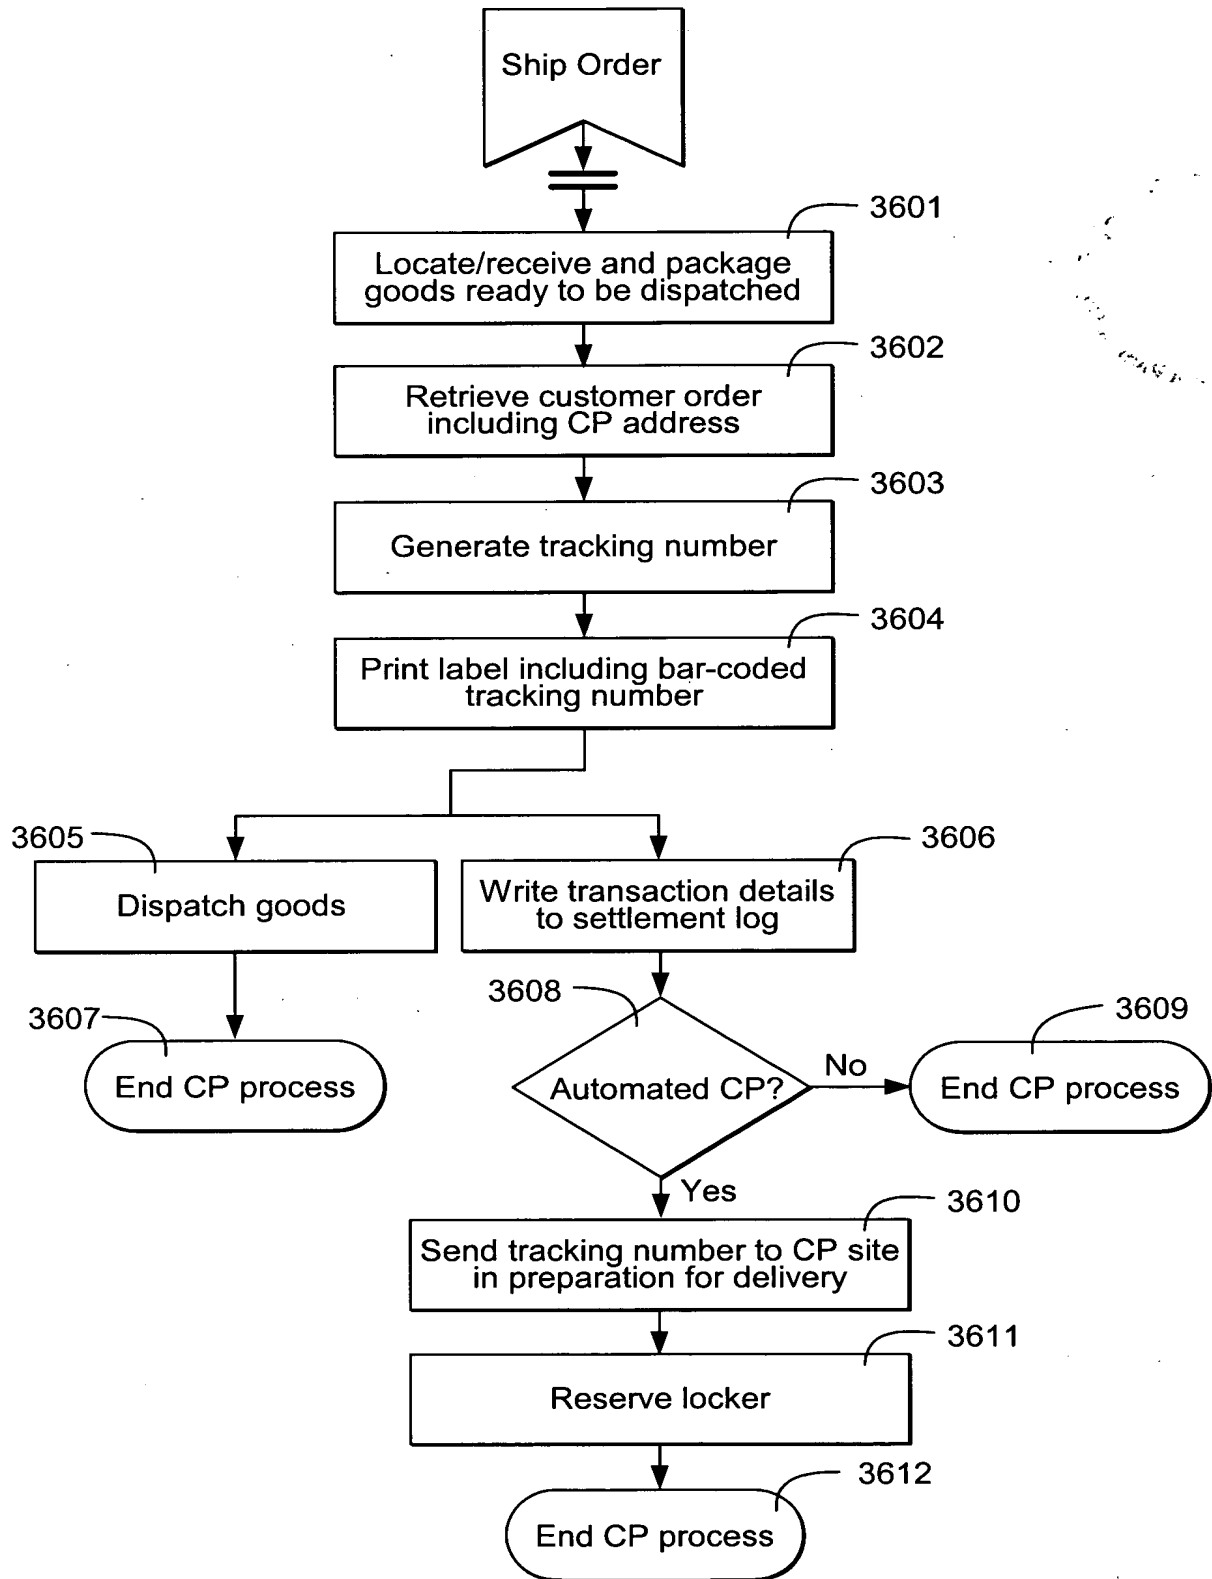 Ship Order
3601
Locate/receive and package
goods ready to be dispatched
3602
Retrieve customer order
including CP address
3603
Generate tracking number
3604
Print label including bar-coded
tracking number
3605
Dispatch goods
3606
Write transaction details
to settlement log
3607
End CP process
3608
Automated CP?
No
3609
End CP process
Yes
3610
Send tracking number to CP site
in preparation for delivery
3611
Reserve locker
3612
End CP process